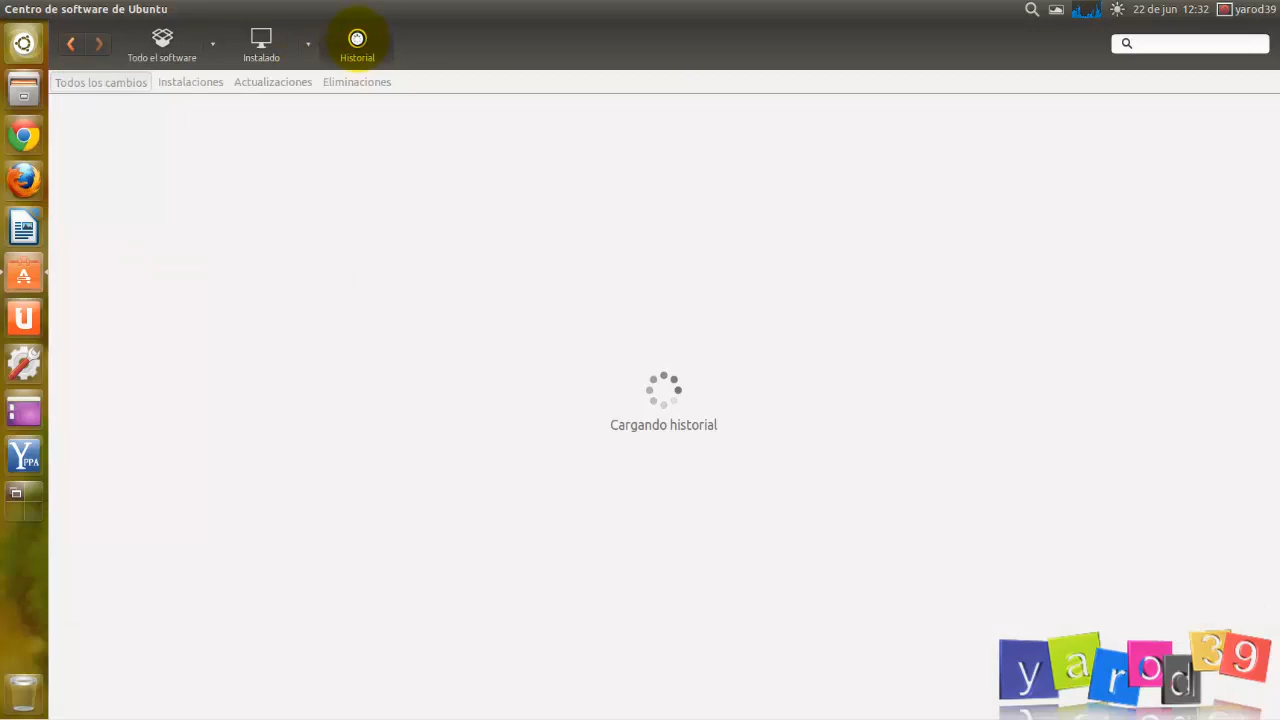 Centro de software de Ubuntu
22 de jun 12:32 yarod39
Todo el software
Instalado
Historial
Todos los cambios Instalaciones Actualizaciones Eliminaciones
Cargando historial
YPPA
yarod39